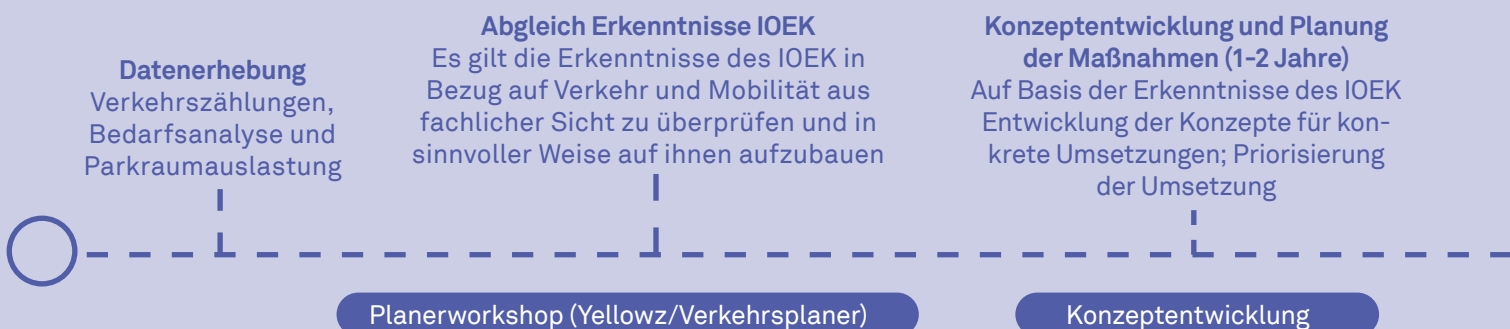 Datenerhebung
Verkehrszählungen,
Bedarfsanalyse und
Parkraumauslastung
Abgleich Erkenntnisse IOEK
Es gilt die Erkenntnisse des IOEK in
Bezug auf Verkehr und Mobilität aus
fachlicher Sicht zu überprüfen und in
sinnvoller Weise auf ihnen aufzubauen
Konzeptentwicklung und Planung
der Maßnahmen (1-2 Jahre)
Auf Basis der Erkenntnisse des IOEK
Entwicklung der Konzepte für kon-
krete Umsetzungen; Priorisierung
der Umsetzung
Planerworkshop (Yellowz/Verkehrsplaner)
Konzeptentwicklung